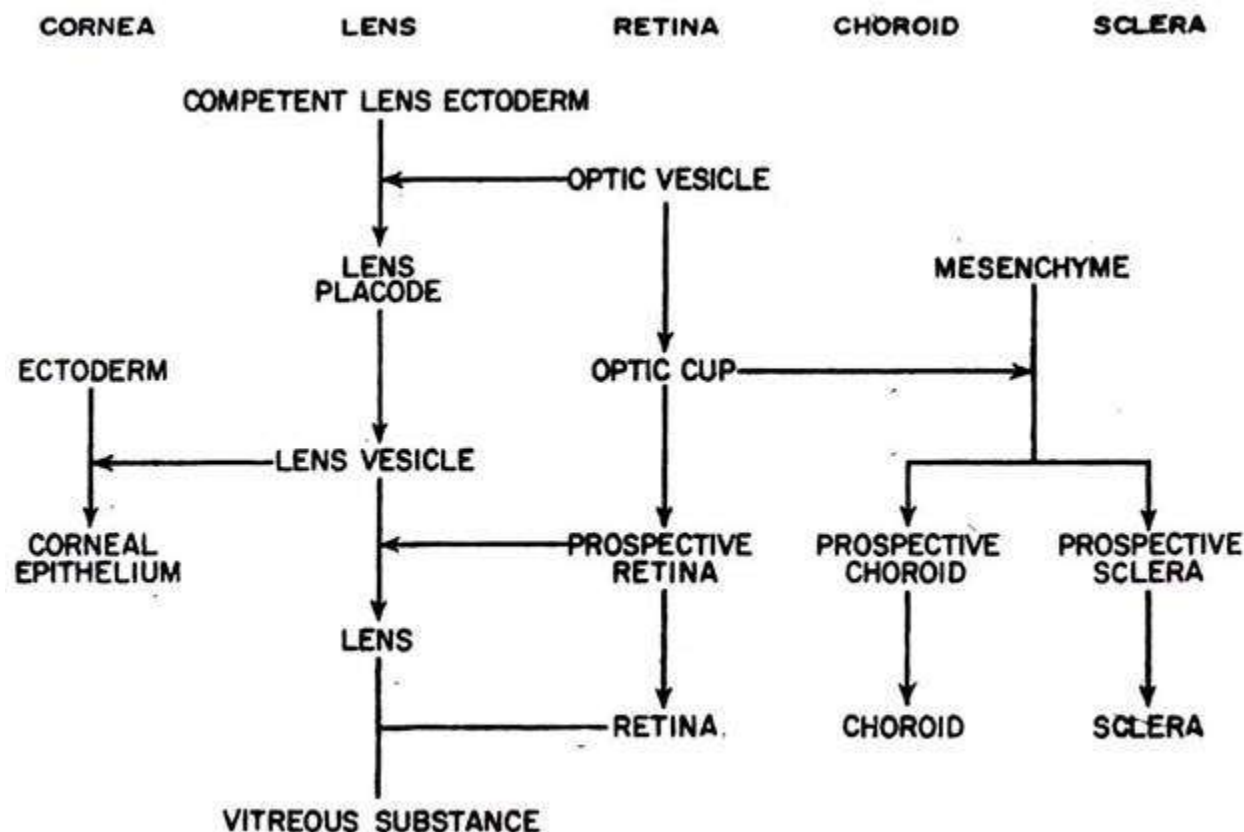 CORNEA LENS RETINA CHOROID SCLERA
COMPETENT LENS ECTODERM
OPTIC VESICLE
LENS
PLACODE
MESENCHYME
ECTODERM
OPTIC CUP
LENS VESICLE
CORNEAL
EPITHELIUM
PROSPECTIVE
RETINA
PROSPECTIVE
CHOROID
PROSPECTIVE
SCLERA
LENS
RETINA
CHOROID
SCLERA
VITREOUS SUBSTANCE